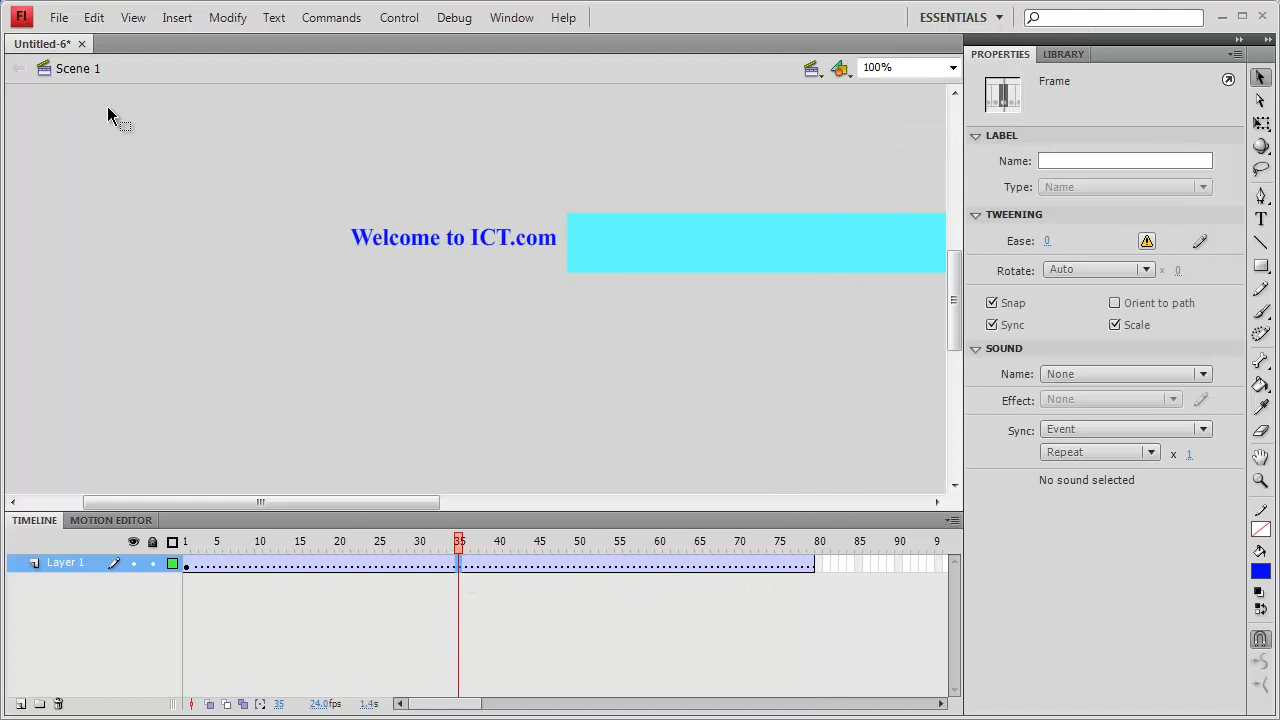 Fl File Edit View Insert Modify Text Commands Control Debug Window Help ESSENTIALS
Untitled-6*
Scene 1 100%
PROPERTIES LIBRARY
Frame
LABEL
Name:
Type: Name
TWEENING
Ease: 0
Rotate: Auto x 0
Snap Orient to path
Sync Scale
SOUND
Name: None
Effect: None
Sync: Event
Repeat x 1
No sound selected
Welcome to ICT.com
TIMELINE MOTION EDITOR
1 5 10 15 20 25 30 35 40 45 50 55 60 65 70 75 80 85 90 9
Layer 1
35 24.0fps 1.4s